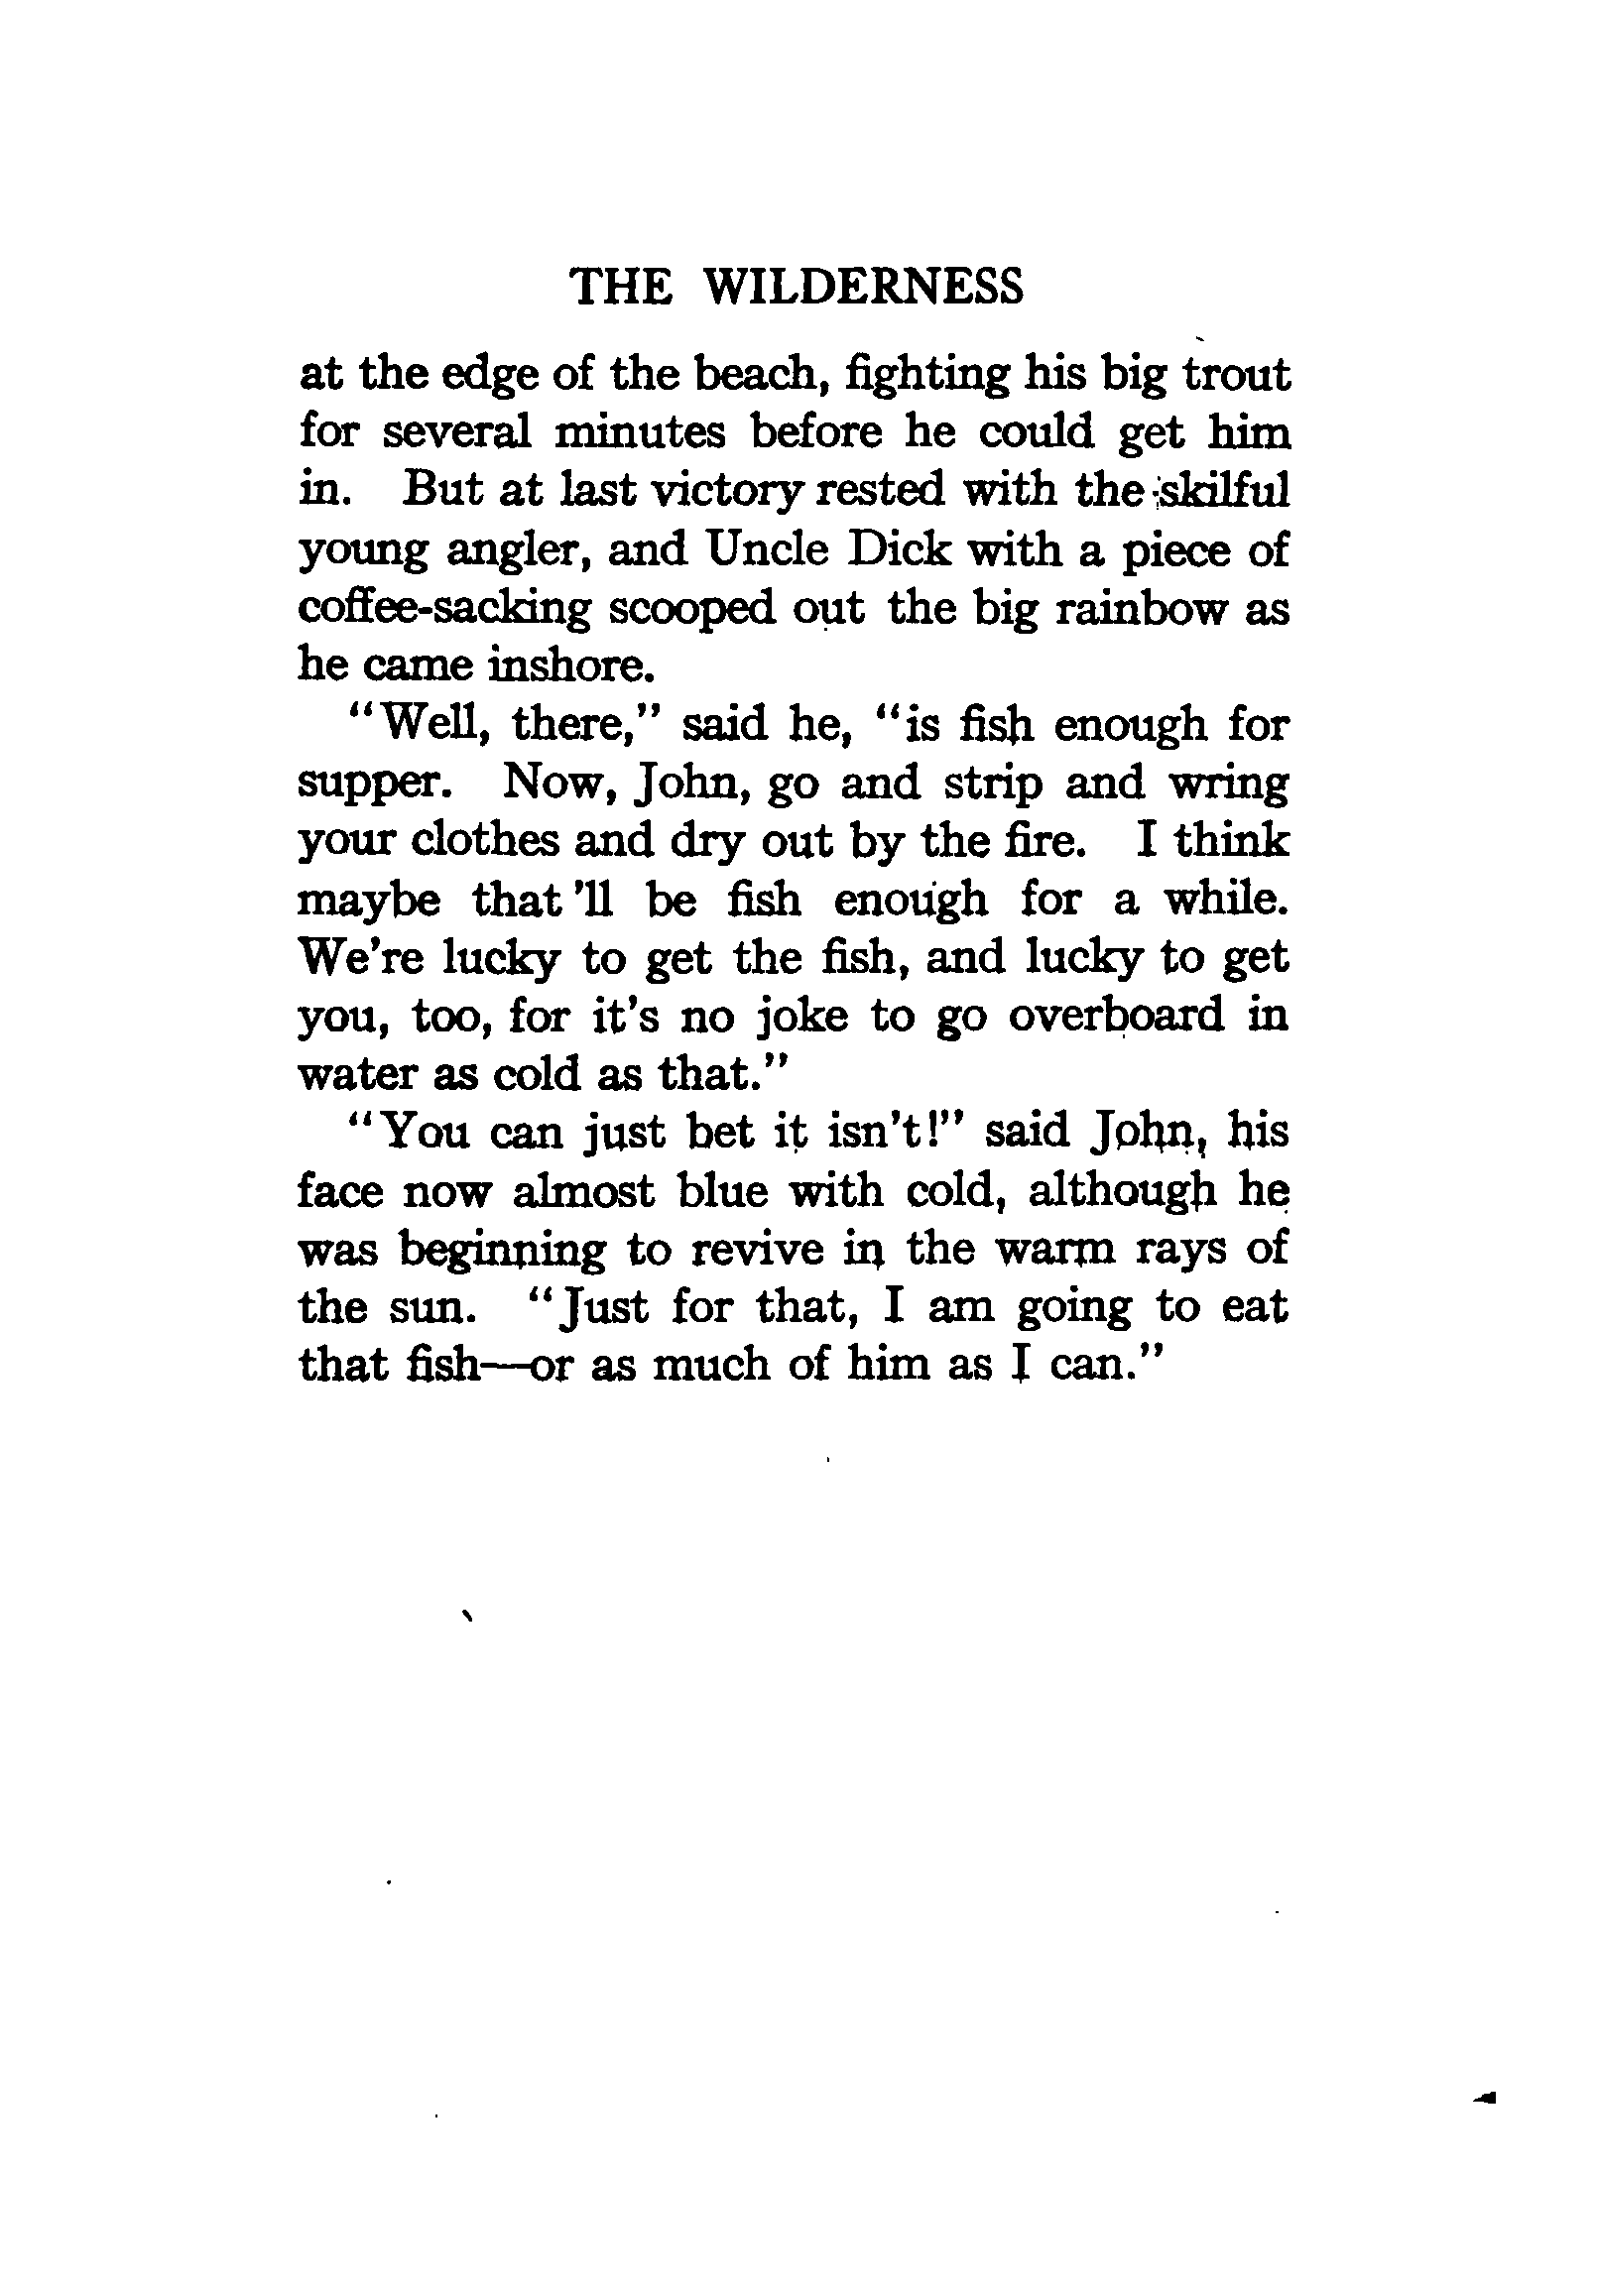 THE WILDERNESS
at the edge of the beach, fighting his big trout
for several minutes before he could get him
in. But at last victory rested with the skilful
young angler, and Uncle Dick with a piece of
coffee-sacking scooped out the big rainbow as
he came inshore.
"Well, there," said he, "is fish enough for
supper. Now, John, go and strip and wring
your clothes and dry out by the fire. I think
maybe that 'll be fish enough for a while.
We're lucky to get the fish, and lucky to get
you, too, for it's no joke to go overboard in
water as cold as that."
"You can just bet it isn't!" said John, his
face now almost blue with cold, although he
was beginning to revive in the warm rays of
the sun. "Just for that, I am going to eat
that fish—or as much of him as I can."